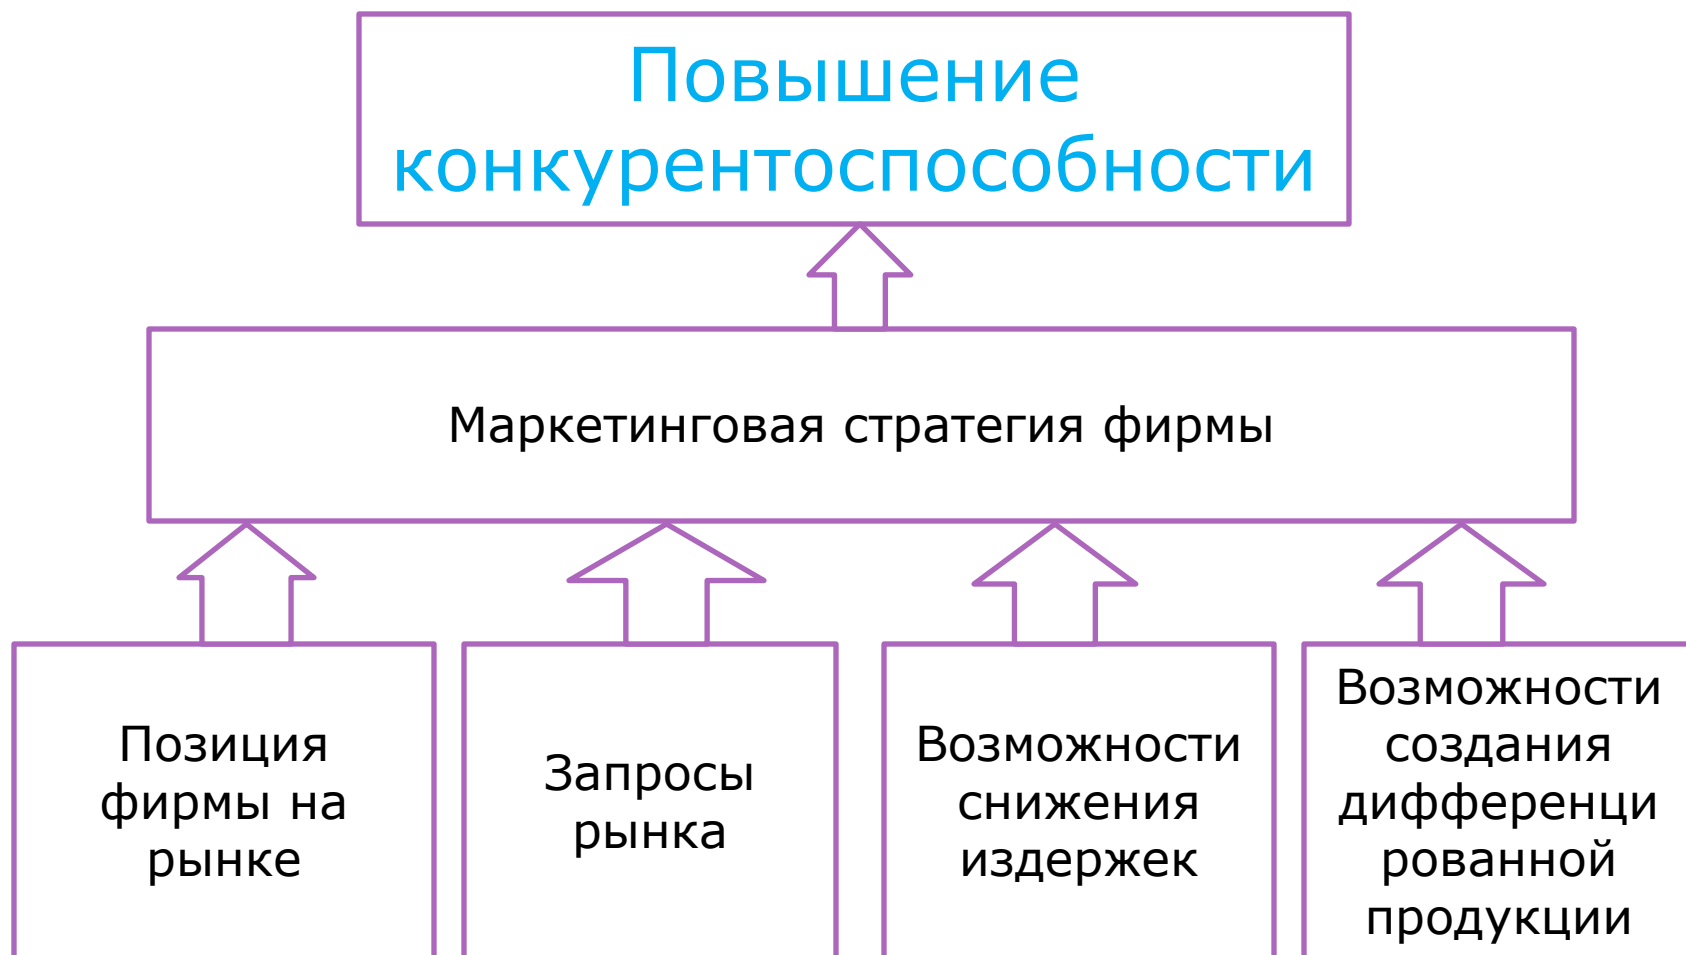 Повышение
конкурентоспособности
Маркетинговая стратегия фирмы
Позиция
фирмы на
рынке
Запросы
рынка
Возможности
снижения
издержек
Возможности
создания
дифференци
рованной
продукции